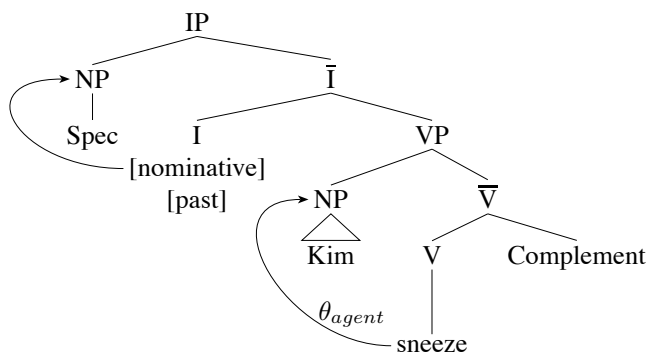 IP
NP
Ī
Spec
I
VP
[nominative]
[past]
NP
V̅
Kim
V
Complement
θagent
sneeze